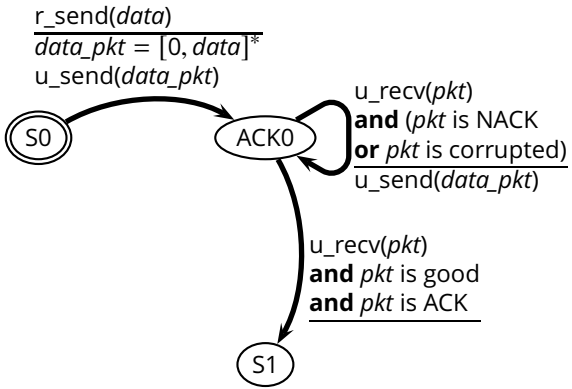 r_send(data)
data_pkt = [0, data]*
u_send(data_pkt)
S0
ACK0
u_recv(pkt)
and (pkt is NACK
or pkt is corrupted)
u_send(data_pkt)
u_recv(pkt)
and pkt is good
and pkt is ACK
S1